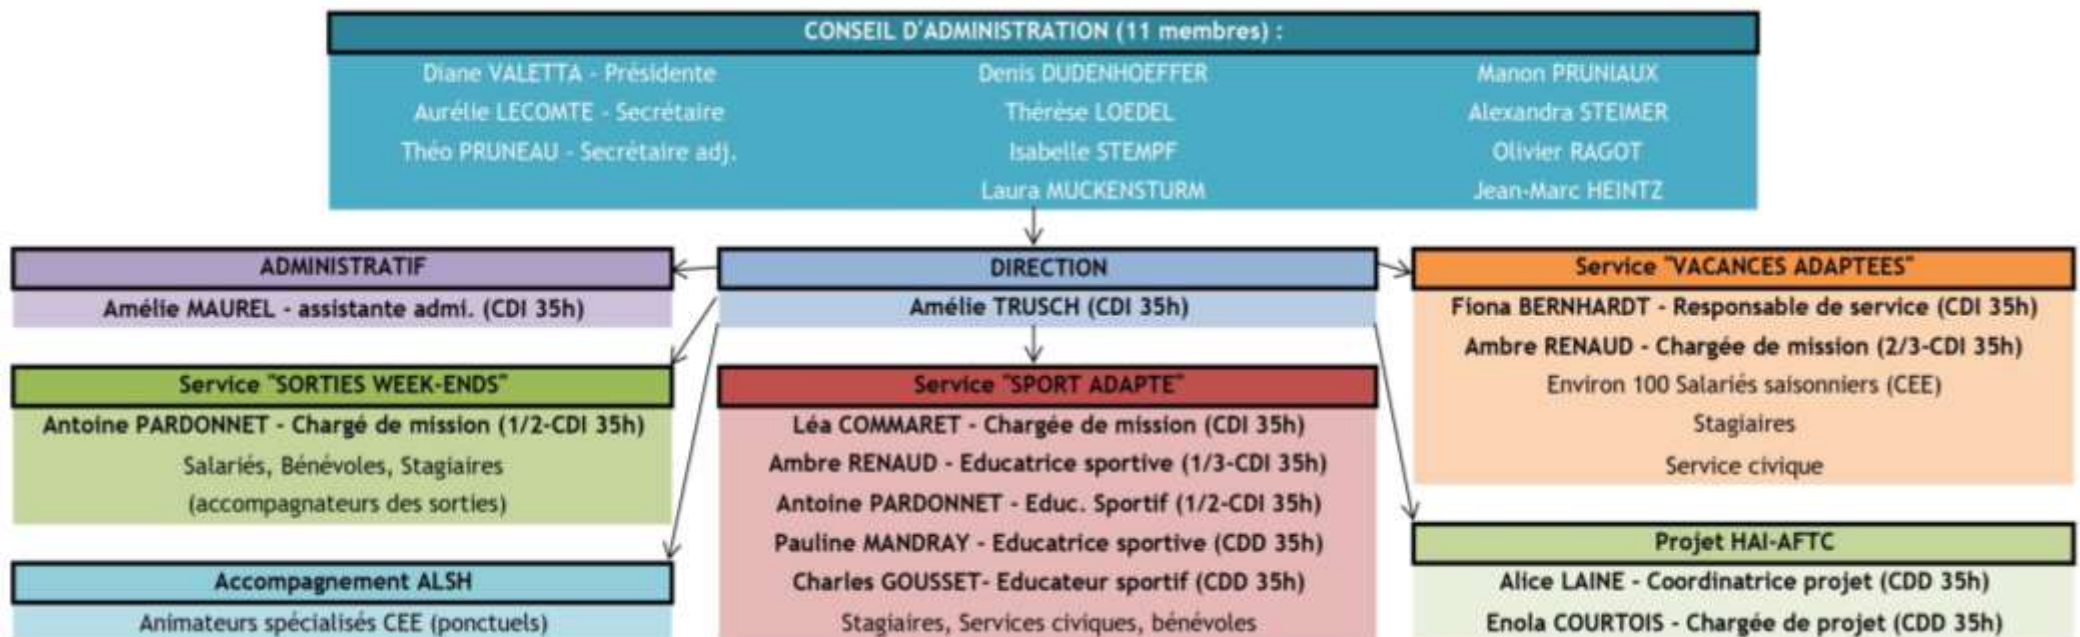 CONSEIL D'ADMINISTRATION (11 membres) :
Diane VALETTA - Présidente
Aurélie LECOMTE - Secrétaire
Théo PRUNEAU - Secrétaire adj.
Denis DUDENHOEFFER
Thérèse LOEDEL
Isabelle STEMPF
Laura MUCKENSTURM
Manon PRUNIAUX
Alexandra STEIMER
Olivier RAGOT
Jean-Marc HEINTZ
ADMINISTRATIF
Amélie MAUREL - assistante admi. (CDI 35h)
DIRECTION
Amélie TRUSCH (CDI 35h)
Service "VACANCES ADAPTEES"
Fiona BERNHARDT - Responsable de service (CDI 35h)
Ambre RENAUD - Chargée de mission (2/3-CDI 35h)
Environ 100 Salariés saisonniers (CEE)
Stagiaires
Service civique
Service "SORTIES WEEK-ENDS"
Antoine PARDONNET - Chargé de mission (1/2-CDI 35h)
Salariés, Bénévoles, Stagiaires
(accompagnateurs des sorties)
Service "SPORT ADAPTE"
Léa COMMARET - Chargée de mission (CDI 35h)
Ambre RENAUD - Educatrice sportive (1/3-CDI 35h)
Antoine PARDONNET - Educ. Sportif (1/2-CDI 35h)
Pauline MANDRAY - Educatrice sportive (CDD 35h)
Charles GOUSSET- Educateur sportif (CDD 35h)
Stagiaires, Services civiques, bénévoles
Accompagnement ALSH
Animateurs spécialisés CEE (ponctuels)
Projet HAI-AFTC
Alice LAINE - Coordinatrice projet (CDD 35h)
Enola COURTOIS - Chargée de projet (CDD 35h)